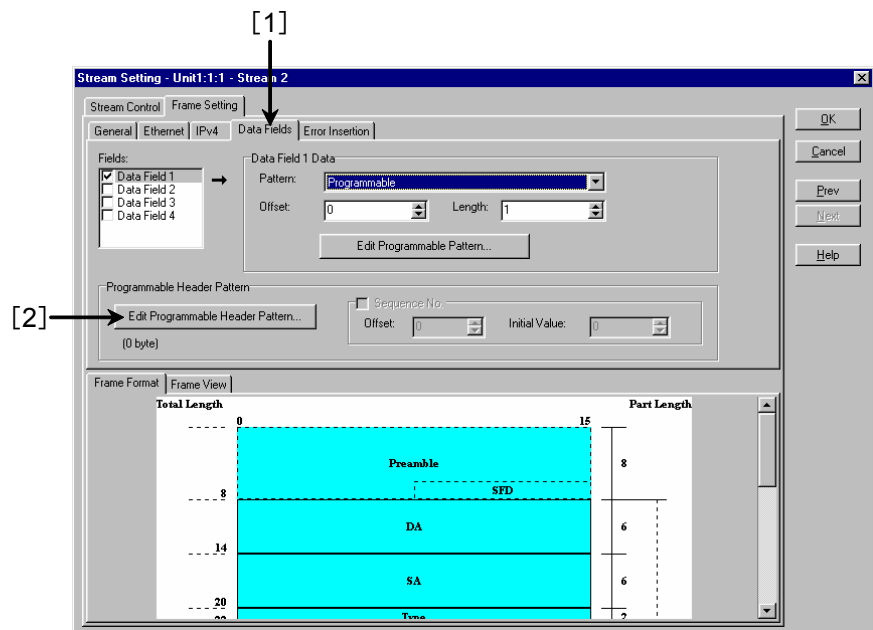 [1]
Stream Setting - Unit1:1:1 - Stream 2
Stream Control Frame Setting
General Ethernet IPv4 Data Fields Error Insertion
OK
Cancel
Prev
Next
Help
Fields:
Data Field 1
Data Field 2
Data Field 3
Data Field 4
Data Field 1 Data
Pattern: Programmable
Offset: 0 Length: 1
Edit Programmable Pattern...
Programmable Header Pattern
[2]
Edit Programmable Header Pattern...
(0 byte)
Sequence No.
Offset: 0 Initial Value: 0
Frame Format Frame View
Total Length Part Length
0 15
Preamble 8
SFD
8
DA 6
14
SA 6
20
Type 2
22